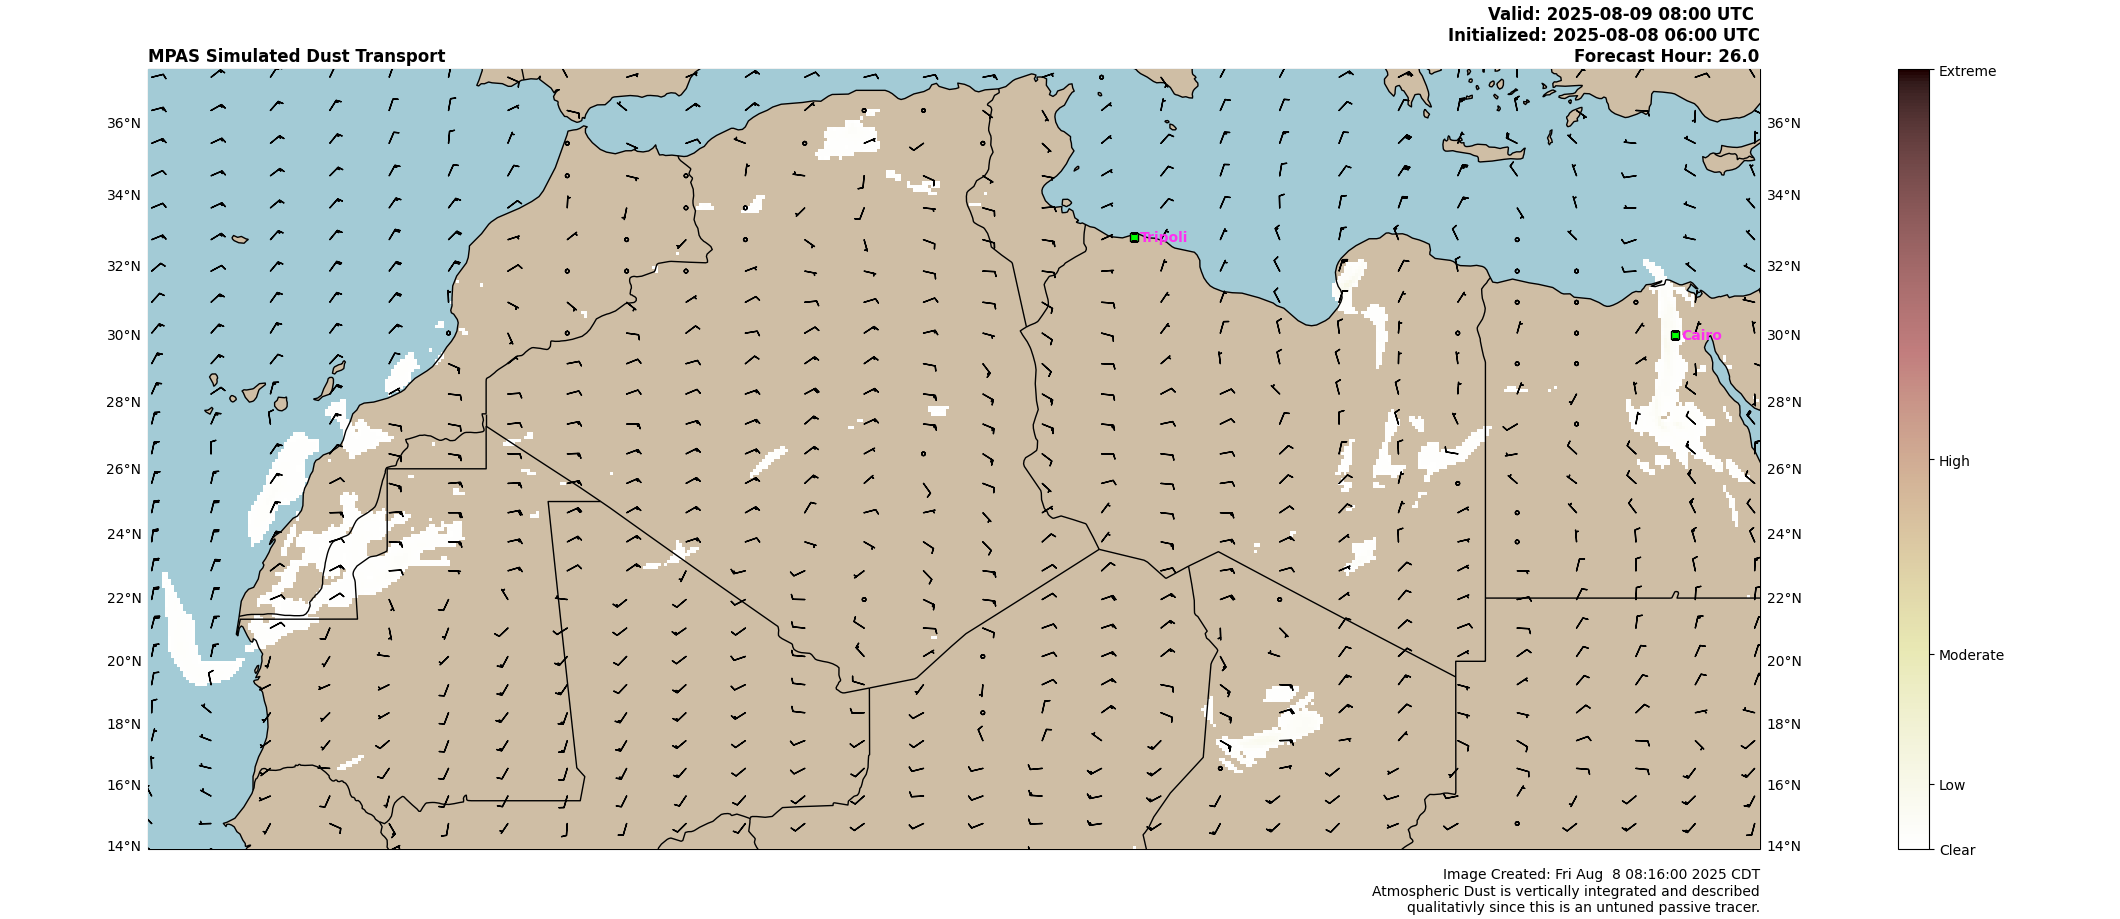 Valid: 2025-08-09 08:00 UTC
Initialized: 2025-08-08 06:00 UTC
MPAS Simulated Dust Transport
Forecast Hour: 26.0
Extreme
36°N
36°N
34°N
34°N
Tripoli
32°N
32°N
30°N
Cairo
30°N
28°N
28°N
26°N
26°N
High
24°N
24°N
22°N
22°N
20°N
20°N
Moderate
18°N
18°N
16°N
16°N
Low
14°N
14°N
Clear
Image Created: Fri Aug  8 08:16:00 2025 CDT
Atmospheric Dust is vertically integrated and described
qualitativly since this is an untuned passive tracer.